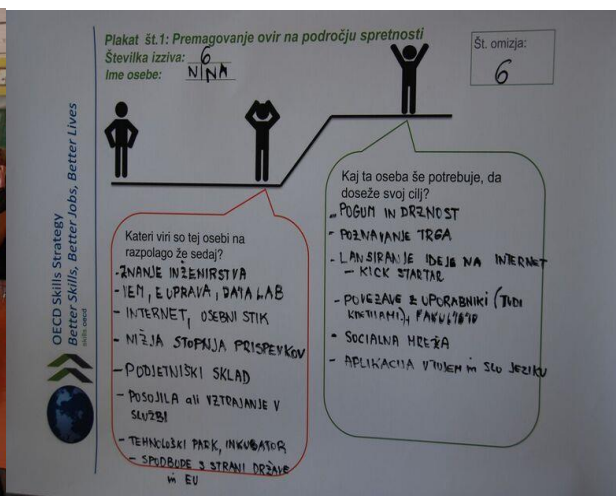 Plakat št.1: Premagovanje ovir na področju spretnosti
Številka izziva: 6
Ime osebe: NINA
Št. omizja:
6
OECD Skills Strategy
Better Skills, Better Jobs, Better Lives
skills.oecd
Kateri viri so tej osebi na
razpolago že sedaj?
- ZNANJE INŽENIRSTVA
- IEM, EUPRAVA, DATA LAB
- INTERNET, OSEBNI STIK
- NIŽJA STOPNJA PRISPEVKOV
- PODJETNIŠKI SKLAD
- POSOJILA ali VZTRAJANJE V
SLUŽBI
- TEHNOLOŠKI PARK, INKUBATOR
- SPODBUDE S STRANI DRŽAVE
in EU
Kaj ta oseba še potrebuje, da
doseže svoj cilj?
- POGUM IN DRZNOST
- POZNAVANJE TRGA
- LANSIRANJE IDEJE NA INTERNET
- KICK STARTAR
- POVEZAVE Z UPORABNIKI (TUDI
KMETIJAMI), FAKULTETO
- SOCIALNA MREŽA
- APLIKACIJA V TUJEM in SLO JEZIKU